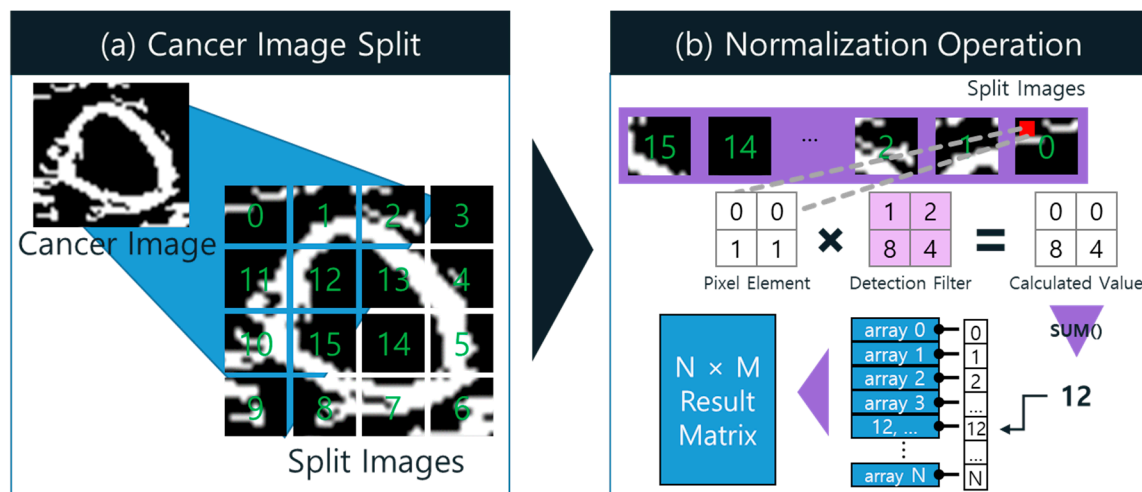 (a) Cancer Image Split
Cancer Image
0 1 2 3
11 12 13 4
10 15 14 5
9 8 7 6
Split Images
(b) Normalization Operation
Split Images
15 14 ... 2 1 0
0 0 1 2 0 0
1 1 × 8 4 = 8 4
Pixel Element Detection Filter Calculated Value
SUM()
12
N × M
Result
Matrix
array 0
array 1
array 2
array 3
12, ...
array N
0
1
2
...
12
...
N